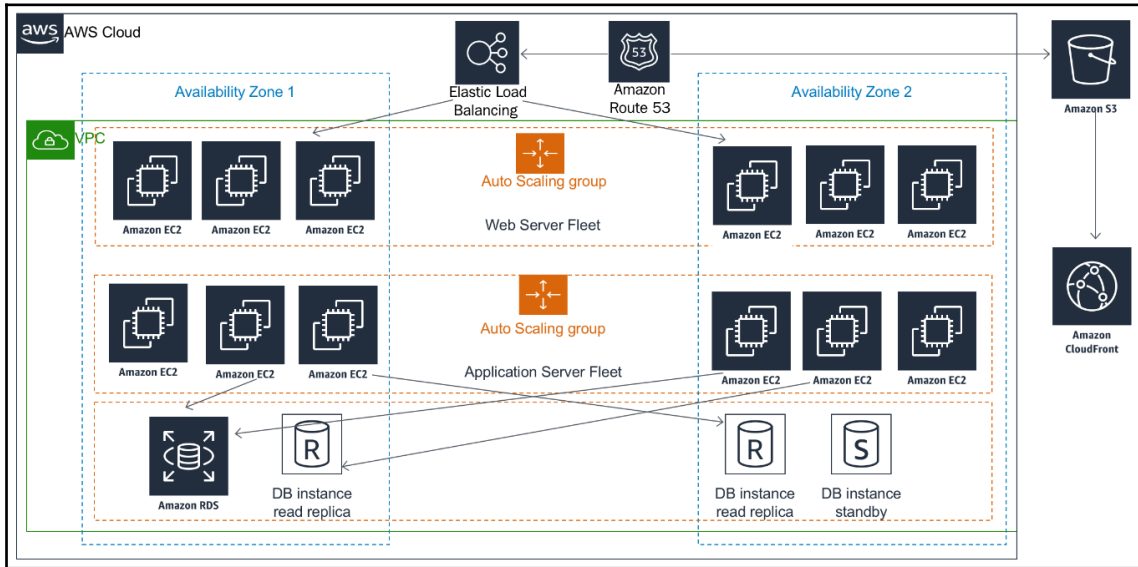 aws
AWS Cloud
53
Elastic Load
Balancing
Amazon
Route 53
Amazon S3
Availability Zone 1
Availability Zone 2
VPC
Auto Scaling group
Web Server Fleet
Amazon EC2
Amazon EC2
Amazon EC2
Amazon EC2
Amazon EC2
Amazon EC2
Auto Scaling group
Application Server Fleet
Amazon EC2
Amazon EC2
Amazon EC2
Amazon EC2
Amazon EC2
Amazon EC2
Amazon
CloudFront
Amazon RDS
R
DB instance
read replica
R
DB instance
read replica
S
DB instance
standby